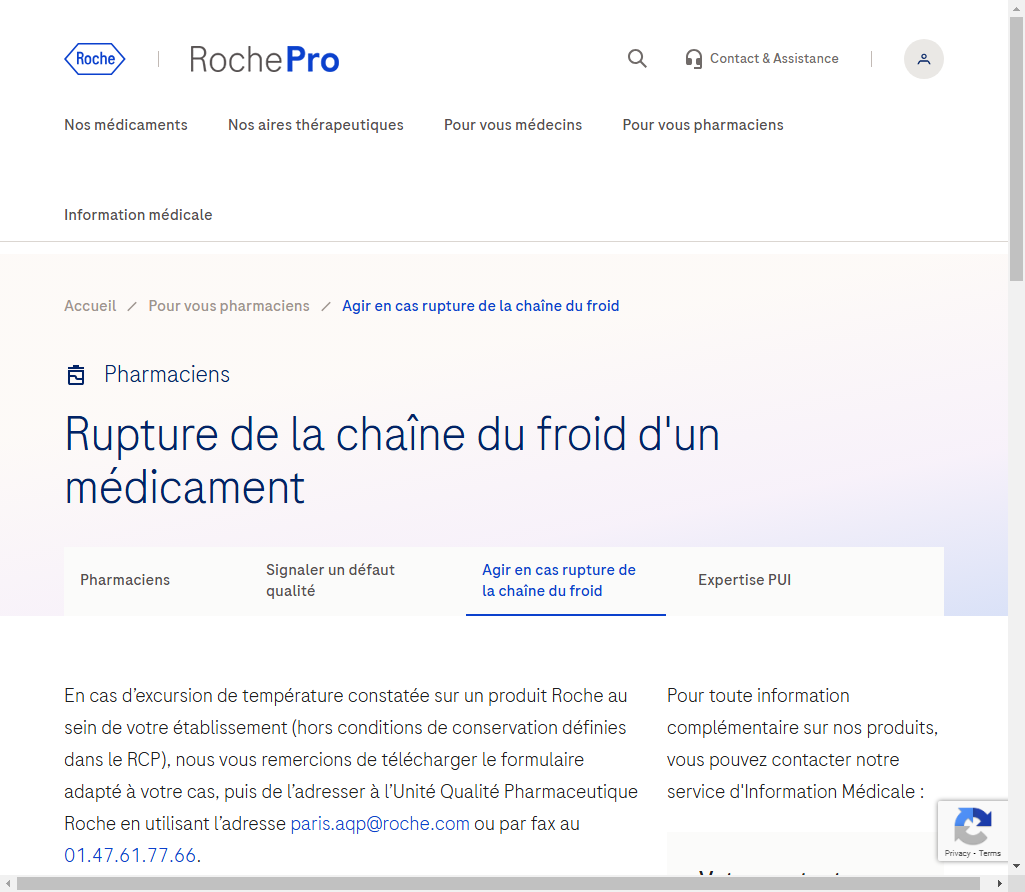 Roche
RochePro
Contact & Assistance
Nos médicaments
Nos aires thérapeutiques
Pour vous médecins
Pour vous pharmaciens
Information médicale
Accueil / Pour vous pharmaciens / Agir en cas rupture de la chaîne du froid
Pharmaciens
Rupture de la chaîne du froid d'un
médicament
Pharmaciens
Signaler un défaut
qualité
Agir en cas rupture de
la chaîne du froid
Expertise PUI
En cas d’excursion de température constatée sur un produit Roche au
sein de votre établissement (hors conditions de conservation définies
dans le RCP), nous vous remercions de télécharger le formulaire
adapté à votre cas, puis de l’adresser à l’Unité Qualité Pharmaceutique
Roche en utilisant l’adresse paris.aqp@roche.com ou par fax au
01.47.61.77.66.
Pour toute information
complémentaire sur nos produits,
vous pouvez contacter notre
service d'Information Médicale :
Privacy - Terms